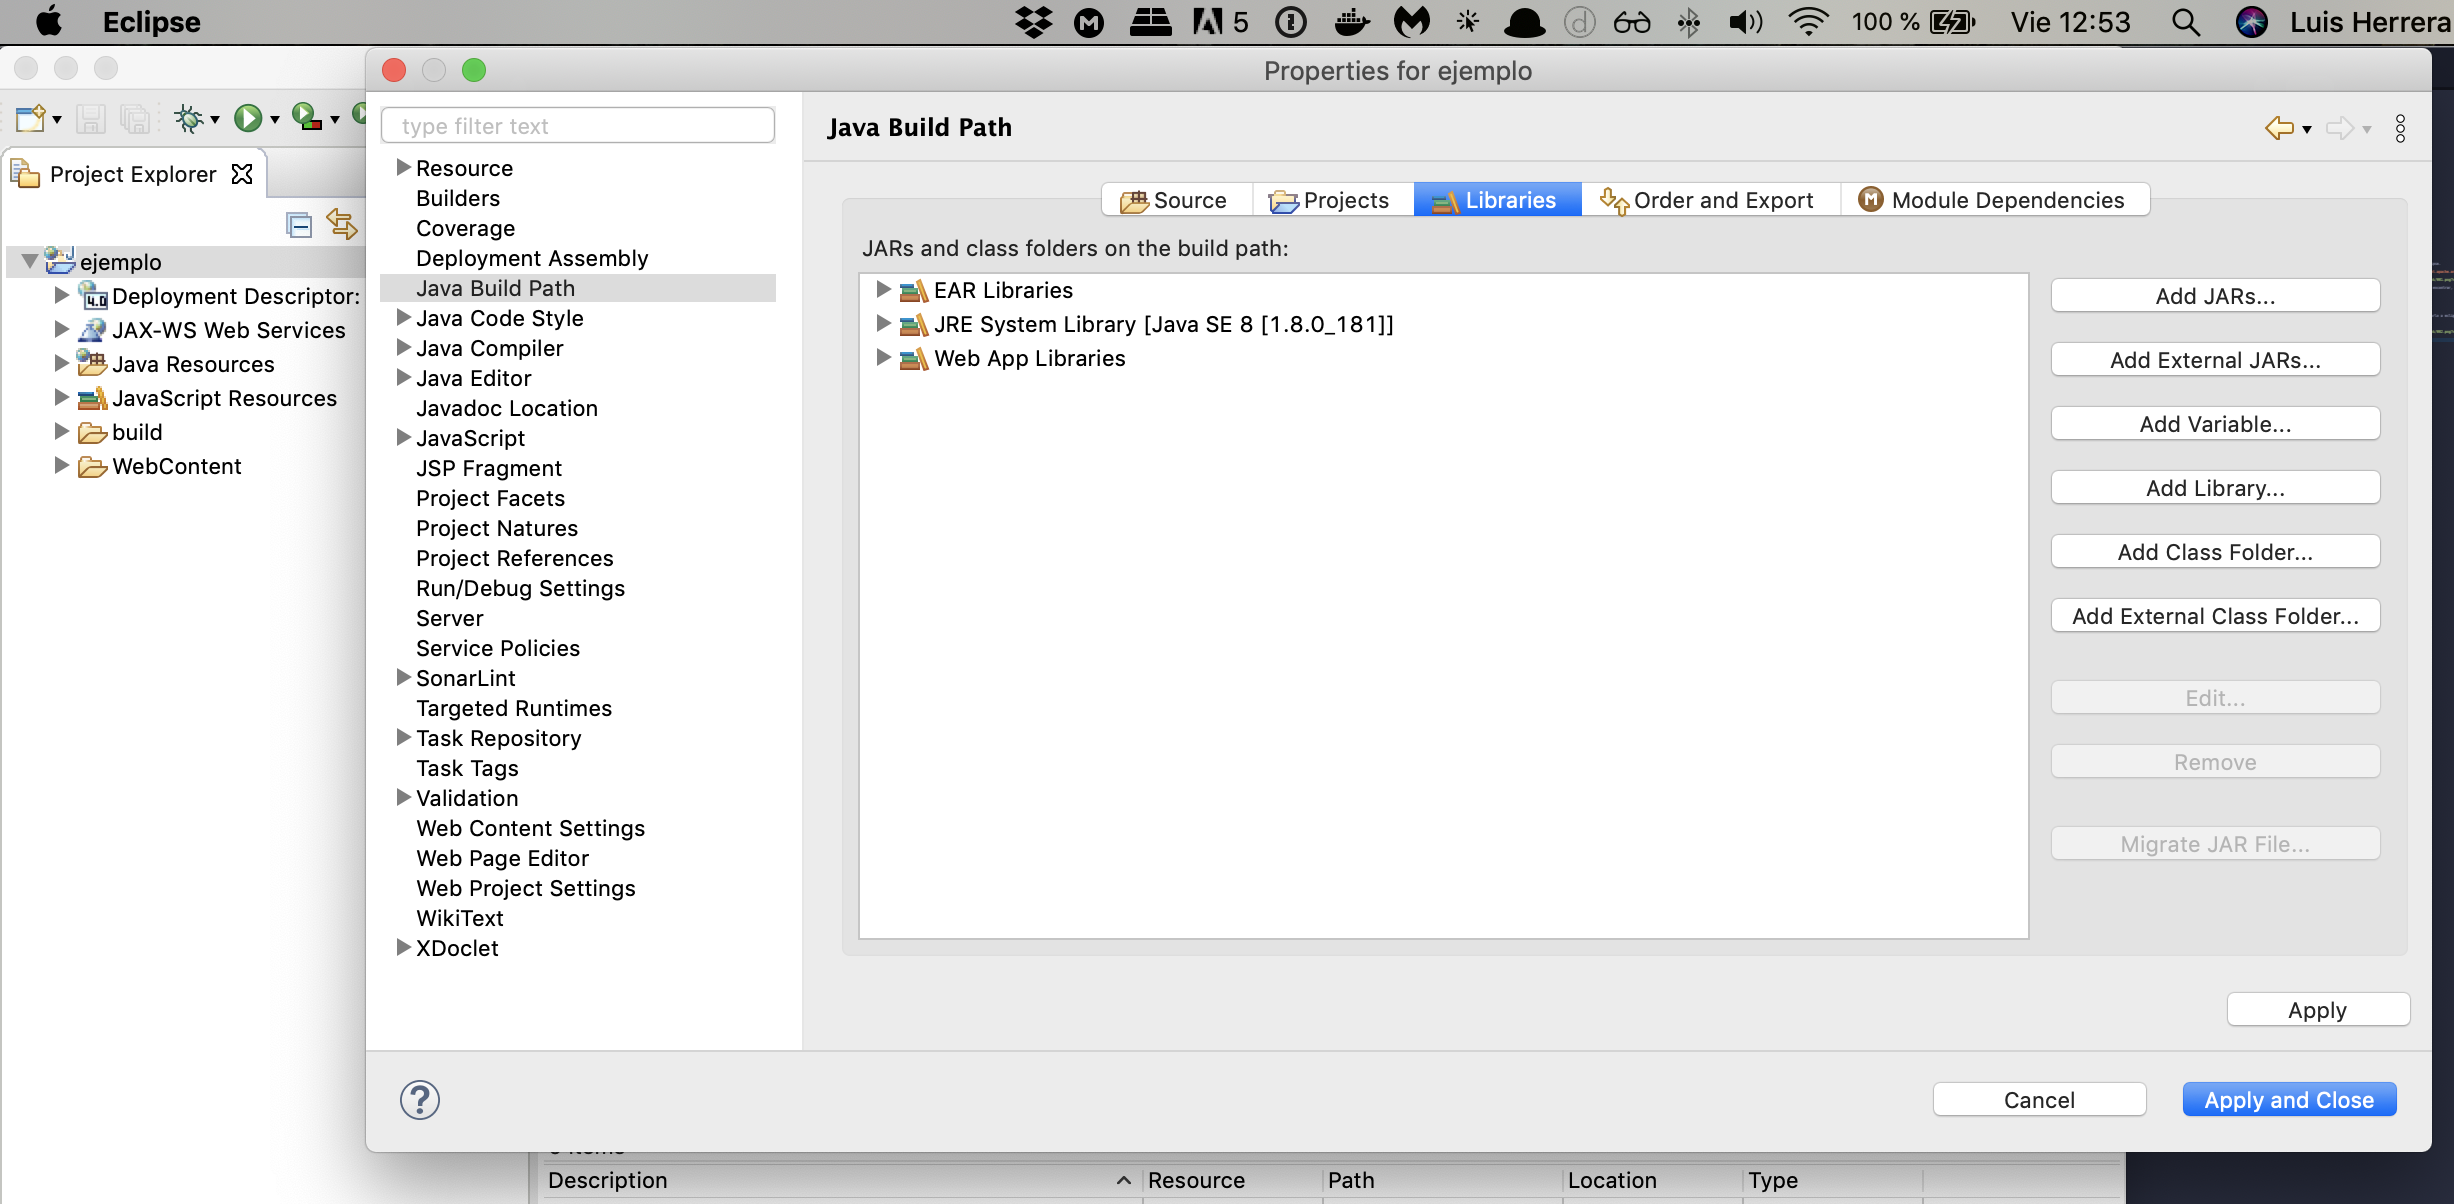 Eclipse
5
100 %
Vie 12:53
Luis Herrera
Properties for ejemplo
type filter text
Resource
Builders
Coverage
Deployment Assembly
Java Build Path
Java Code Style
Java Compiler
Java Editor
Javadoc Location
JavaScript
JSP Fragment
Project Facets
Project Natures
Project References
Run/Debug Settings
Server
Service Policies
SonarLint
Targeted Runtimes
Task Repository
Task Tags
Validation
Web Content Settings
Web Page Editor
Web Project Settings
WikiText
XDoclet
Project Explorer
ejemplo
Deployment Descriptor:
JAX-WS Web Services
Java Resources
JavaScript Resources
build
WebContent
Java Build Path
Source
Projects
Libraries
Order and Export
Module Dependencies
JARs and class folders on the build path:
EAR Libraries
JRE System Library [Java SE 8 [1.8.0_181]]
Web App Libraries
Add JARs...
Add External JARs...
Add Variable...
Add Library...
Add Class Folder...
Add External Class Folder...
Edit...
Remove
Migrate JAR File...
Apply
Cancel
Apply and Close
Description
Resource
Path
Location
Type